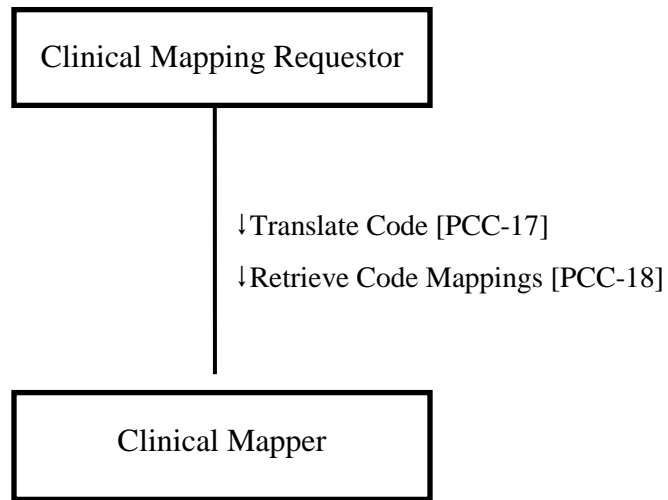 Clinical Mapping Requestor
↓Translate Code [PCC-17]
↓Retrieve Code Mappings [PCC-18]
Clinical Mapper